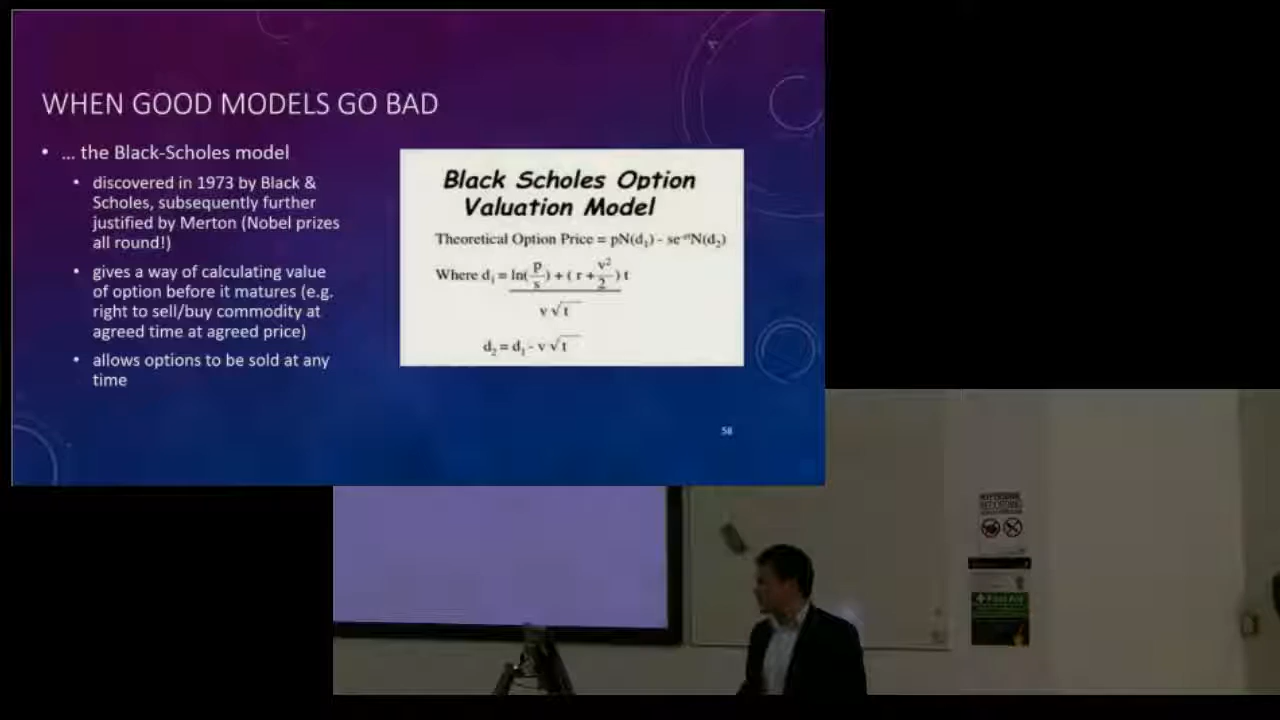 WHEN GOOD MODELS GO BAD
• ... the Black-Scholes model
• discovered in 1973 by Black &
Scholes, subsequently further
justified by Merton (Nobel prizes
all round!)
• gives a way of calculating value
of option before it matures (e.g.
right to sell/buy commodity at
agreed time at agreed price)
• allows options to be sold at any
time
Black Scholes Option
Valuation Model
Theoretical Option Price = pN(d₁) - se⁻ʳᵗN(d₂)
Where d₁ = ln(p/s) + (r + v²/2) t
v √t
d₂ = d₁ - v √t
58
First Aid